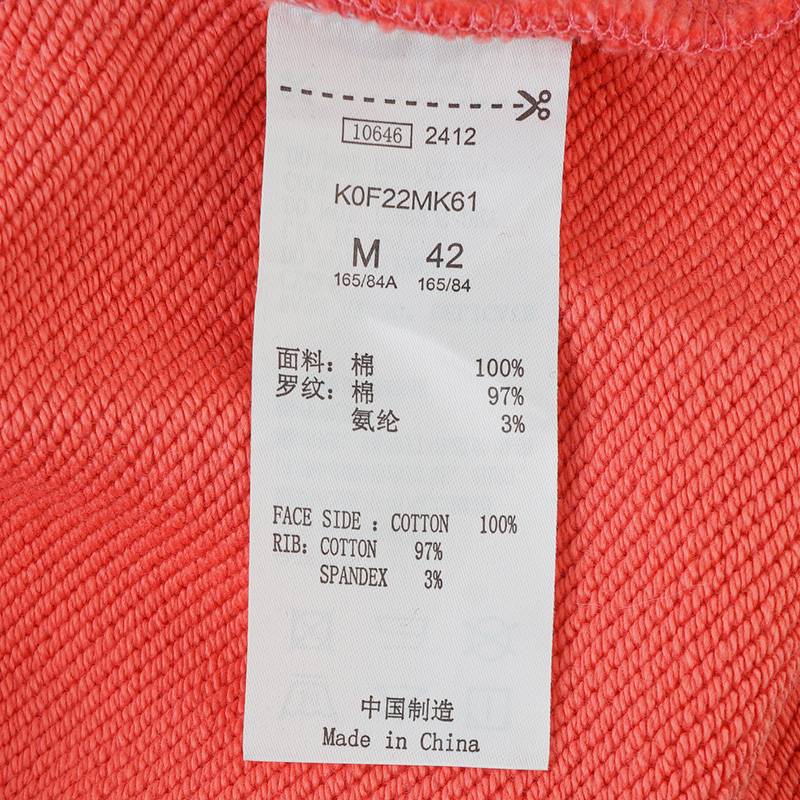 10646 2412
K0F22MK61
M 42
165/84A 165/84
面料：棉 100%
罗纹：棉 97%
氨纶 3%
FACE SIDE : COTTON 100%
RIB: COTTON 97%
SPANDEX 3%
中国制造
Made in China